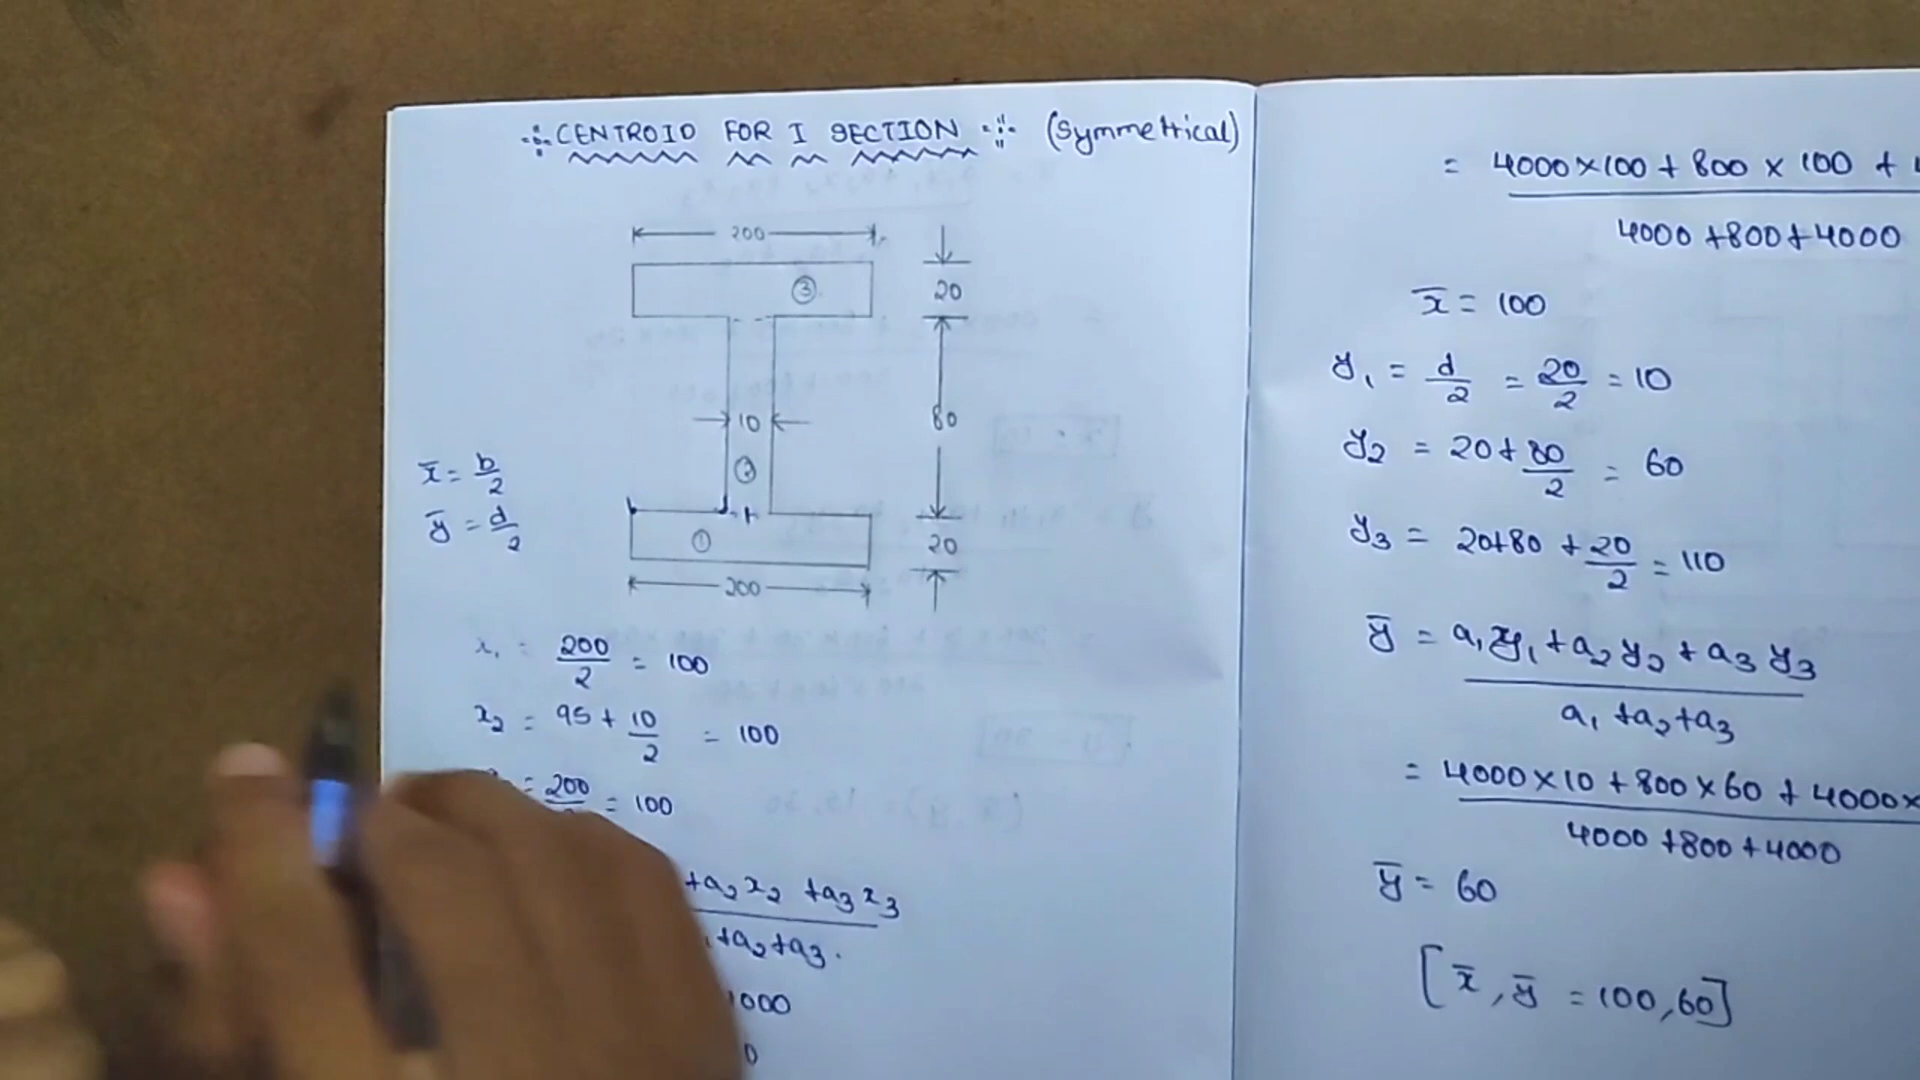 CENTROID FOR I SECTION (Symmetrical)
200
③
20
10
80
②
x̄ = b/2
ȳ = d/2
①
20
200
x₁ = 200/2 = 100
x₂ = 95 + 10/2 = 100
= 200 = 100
+a₂x₂ +a₃x₃
+a₂+a₃.
000
0
= 4000×100 + 800 × 100 +
4000 +800+4000
x̄ = 100
y₁ = d/2 = 20/2 = 10
y₂ = 20+ 80/2 = 60
y₃ = 20+80 + 20/2 = 110
ȳ = a₁y₁ +a₂y₂ + a₃y₃
a₁ +a₂+a₃
= 4000×10 + 800×60 + 4000×
4000 +800+4000
ȳ = 60
[x̄, ȳ = 100,60]